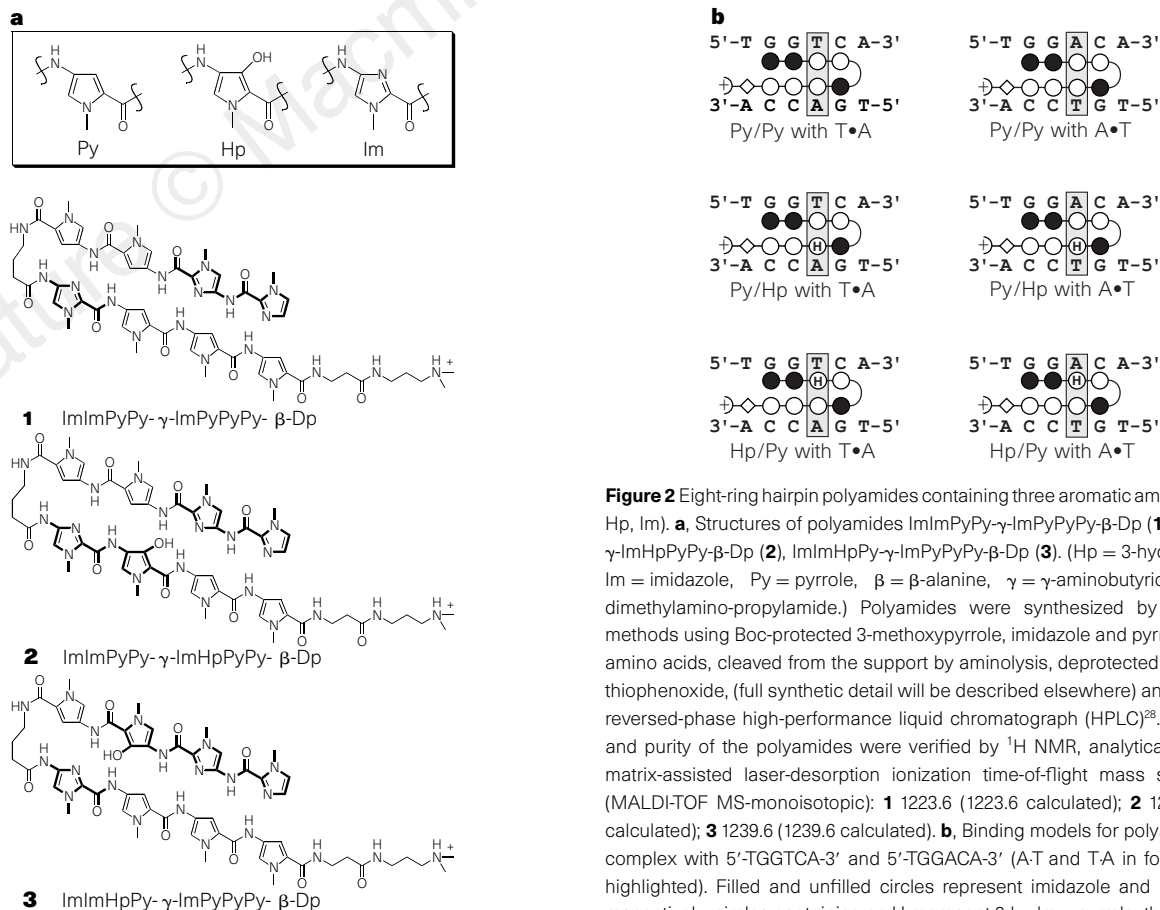 a
Py
Hp
Im
1 ImImPyPy-γ-ImPyPyPy- β-Dp
2 ImImPyPy-γ-ImHpPyPy- β-Dp
3 ImImHpPy-γ-ImPyPyPy- β-Dp
ature © Macm
b
5'-T G G T C A-3'
3'-A C C A G T-5'
Py/Py with T•A
5'-T G G A C A-3'
3'-A C C T G T-5'
Py/Py with A•T
5'-T G G T C A-3'
H
3'-A C C A G T-5'
Py/Hp with T•A
5'-T G G A C A-3'
H
3'-A C C T G T-5'
Py/Hp with A•T
5'-T G G T C A-3'
H
3'-A C C A G T-5'
Hp/Py with T•A
5'-T G G A C A-3'
H
3'-A C C T G T-5'
Hp/Py with A•T
Figure 2 Eight-ring hairpin polyamides containing three aromatic am
Hp, Im). a, Structures of polyamides ImImPyPy-γ-ImPyPyPy-β-Dp (1
γ-ImHpPyPy-β-Dp (2), ImImHpPy-γ-ImPyPyPy-β-Dp (3). (Hp = 3-hyd
Im = imidazole, Py = pyrrole, β = β-alanine, γ = γ-aminobutyric
dimethylamino-propylamide.) Polyamides were synthesized by
methods using Boc-protected 3-methoxypyrrole, imidazole and pyrr
amino acids, cleaved from the support by aminolysis, deprotected
thiophenoxide, (full synthetic detail will be described elsewhere) an
reversed-phase high-performance liquid chromatograph (HPLC)28.
and purity of the polyamides were verified by 1H NMR, analytica
matrix-assisted laser-desorption ionization time-of-flight mass s
(MALDI-TOF MS-monoisotopic): 1 1223.6 (1223.6 calculated); 2 12
calculated); 3 1239.6 (1239.6 calculated). b, Binding models for polya
complex with 5′-TGGTCA-3′ and 5′-TGGACA-3′ (A·T and T·A in fo
highlighted). Filled and unfilled circles represent imidazole and